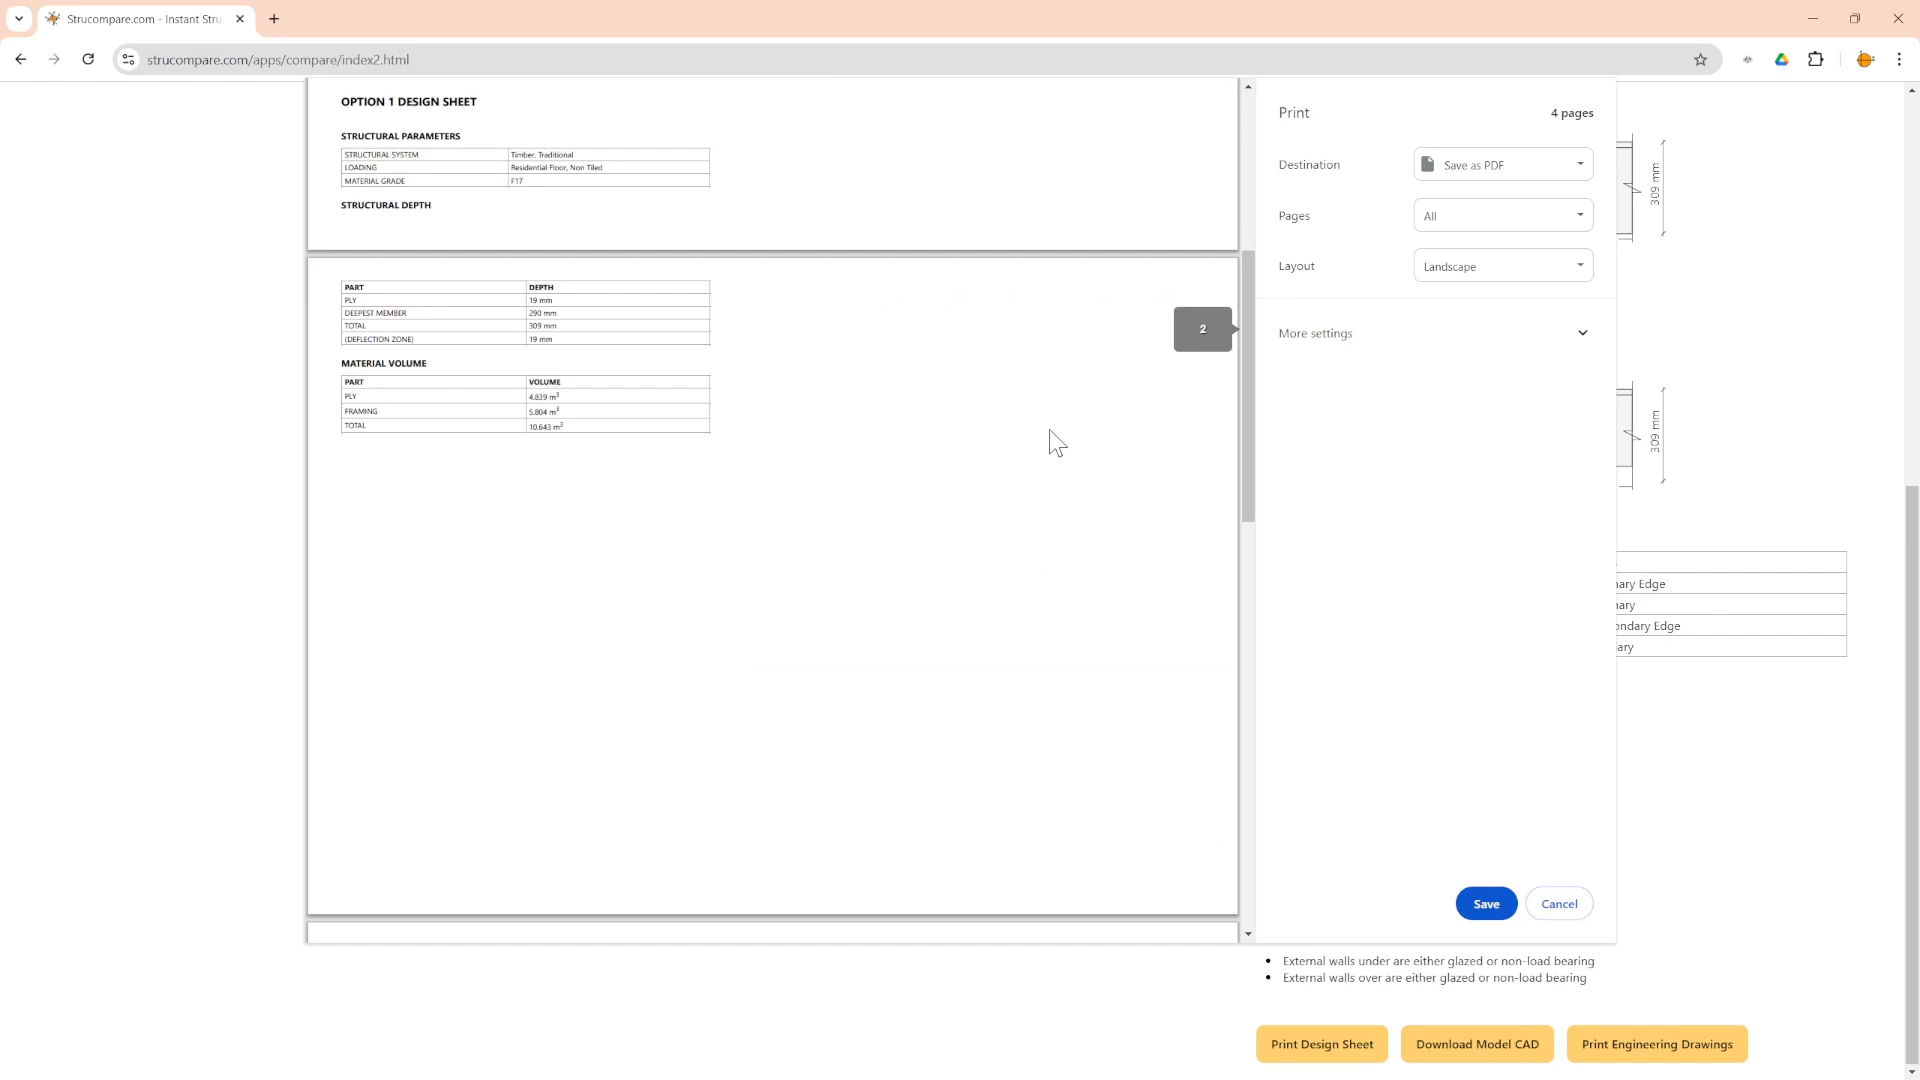 Strucompare.com - Instant Stru
strucompare.com/apps/compare/index2.html
OPTION 1 DESIGN SHEET
STRUCTURAL PARAMETERS
STRUCTURAL SYSTEM Timber, Traditional
LOADING Residential Floor, Non Tiled
MATERIAL GRADE F17
STRUCTURAL DEPTH
PART DEPTH
PLY 19 mm
DEEPEST MEMBER 290 mm
TOTAL 309 mm
(DEFLECTION ZONE) 19 mm
MATERIAL VOLUME
PART VOLUME
PLY 4.839 m³
FRAMING 5.804 m³
TOTAL 10.643 m³
2
Print 4 pages
Destination Save as PDF
Pages All
Layout Landscape
More settings
Save Cancel
309 mm
309 mm
ary Edge
ary
ondary Edge
ary
External walls under are either glazed or non-load bearing
External walls over are either glazed or non-load bearing
Print Design Sheet Download Model CAD Print Engineering Drawings